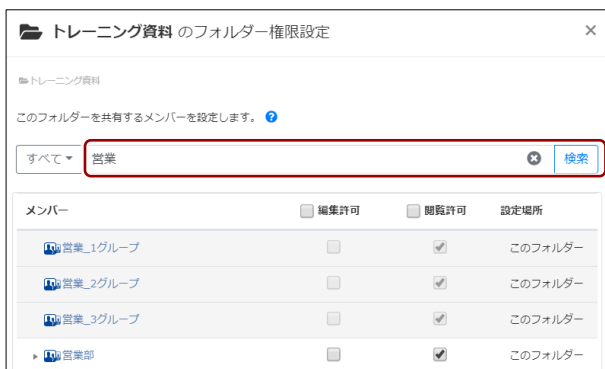 トレーニング資料 のフォルダー権限設定 ×
トレーニング資料
このフォルダーを共有するメンバーを設定します。 ?
すべて 営業 検索
メンバー 編集許可 閲覧許可 設定場所
営業_1グループ このフォルダー
営業_2グループ このフォルダー
営業_3グループ このフォルダー
営業部 このフォルダー